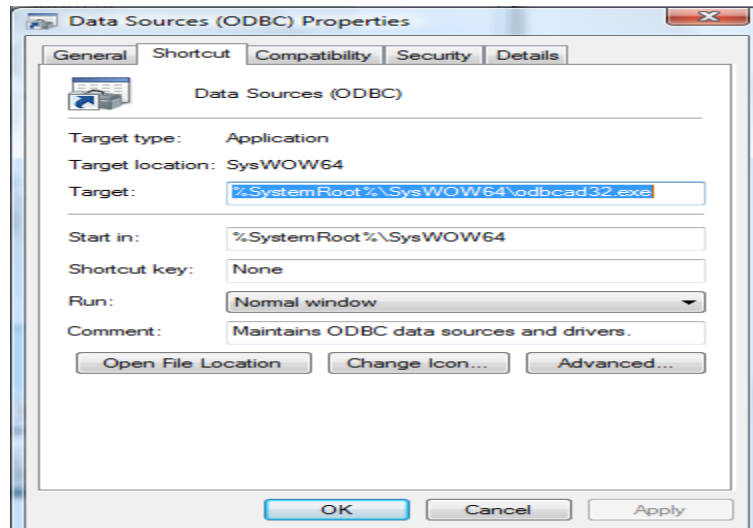 Data Sources (ODBC) Properties
General Shortcut Compatibility Security Details
Data Sources (ODBC)
Target type: Application
Target location: SysWOW64
Target: %SystemRoot%\SysWOW64\odbcad32.exe
Start in: %SystemRoot%\SysWOW64
Shortcut key: None
Run: Normal window
Comment: Maintains ODBC data sources and drivers.
Open File Location Change Icon... Advanced...
OK Cancel Apply